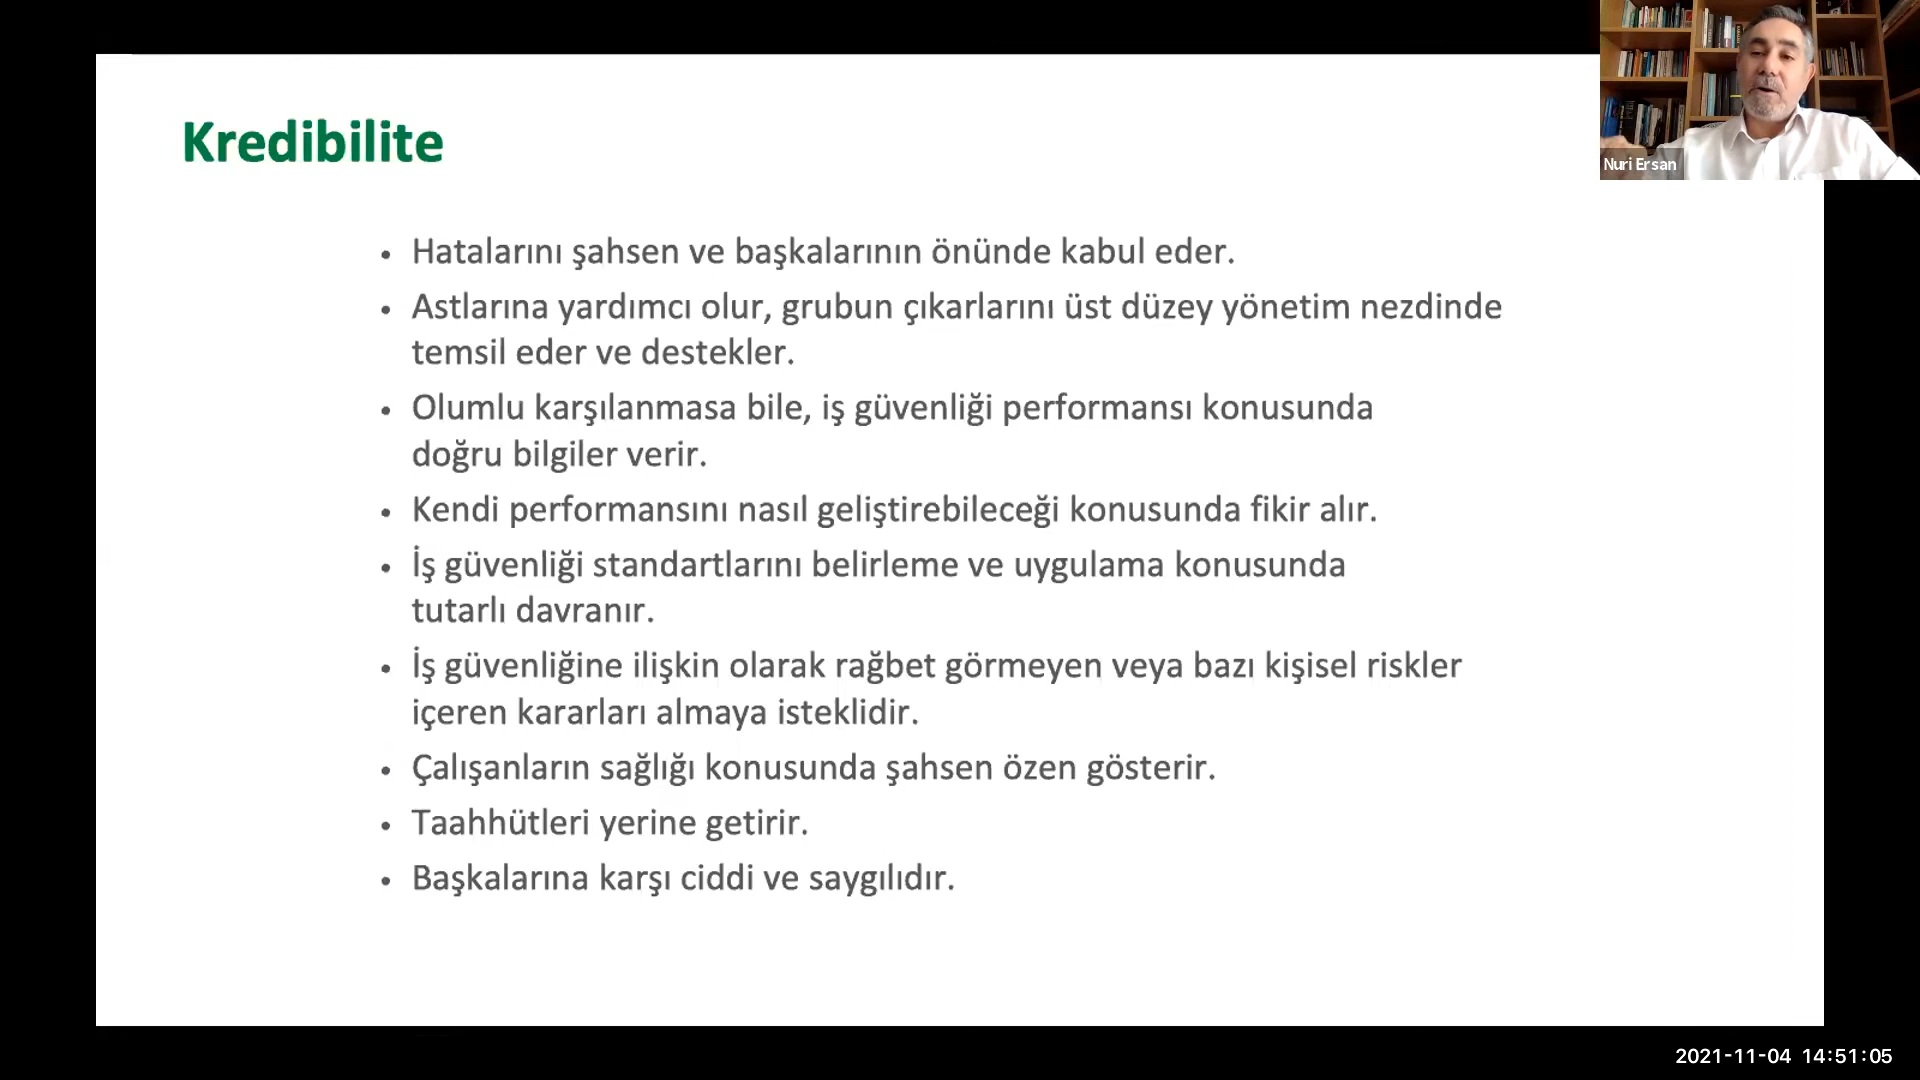 Kredibilite
Nuri Ersan
• Hatalarını şahsen ve başkalarının önünde kabul eder.
• Astlarına yardımcı olur, grubun çıkarlarını üst düzey yönetim nezdinde
temsil eder ve destekler.
• Olumlu karşılanmasa bile, iş güvenliği performansı konusunda
doğru bilgiler verir.
• Kendi performansını nasıl geliştirebileceği konusunda fikir alır.
• İş güvenliği standartlarını belirleme ve uygulama konusunda
tutarlı davranır.
• İş güvenliğine ilişkin olarak rağbet görmeyen veya bazı kişisel riskler
içeren kararları almaya isteklidir.
• Çalışanların sağlığı konusunda şahsen özen gösterir.
• Taahhütleri yerine getirir.
• Başkalarına karşı ciddi ve saygılıdır.
2021-11-04 14:51:05